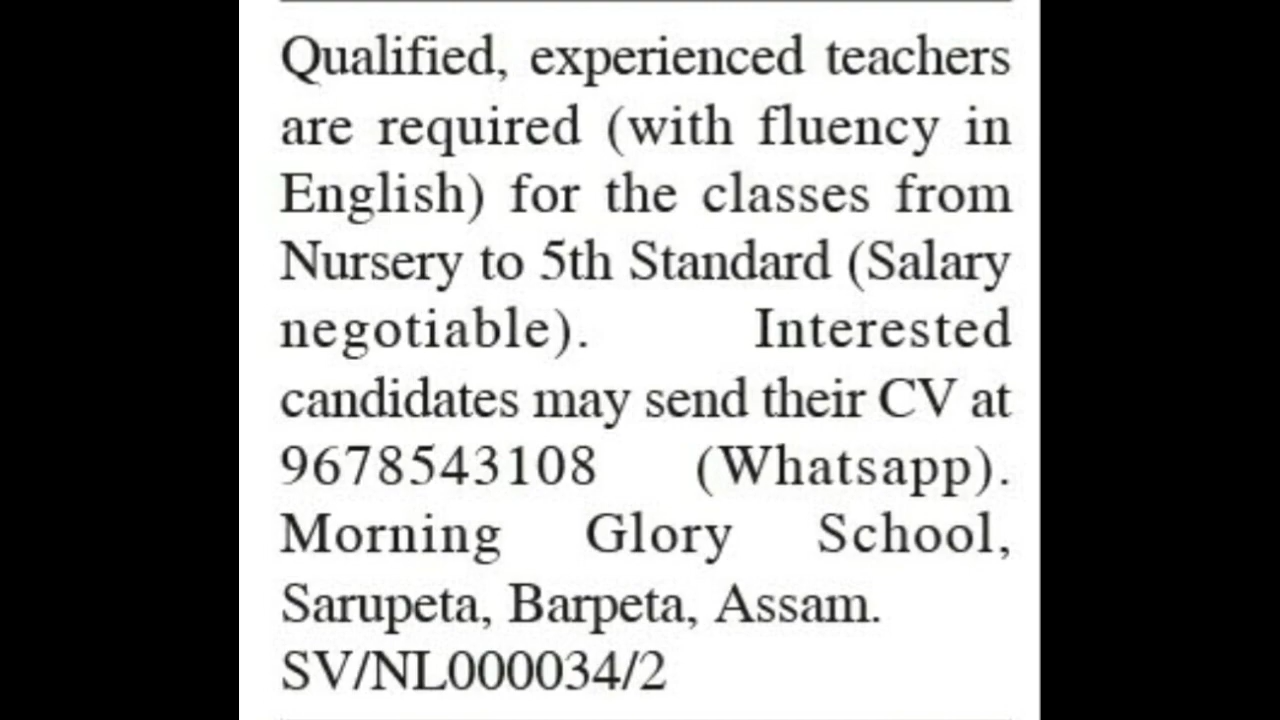 Qualified, experienced teachers
are required (with fluency in
English) for the classes from
Nursery to 5th Standard (Salary
negotiable). Interested
candidates may send their CV at
9678543108 (Whatsapp).
Morning Glory School,
Sarupeta, Barpeta, Assam.
SV/NL000034/2